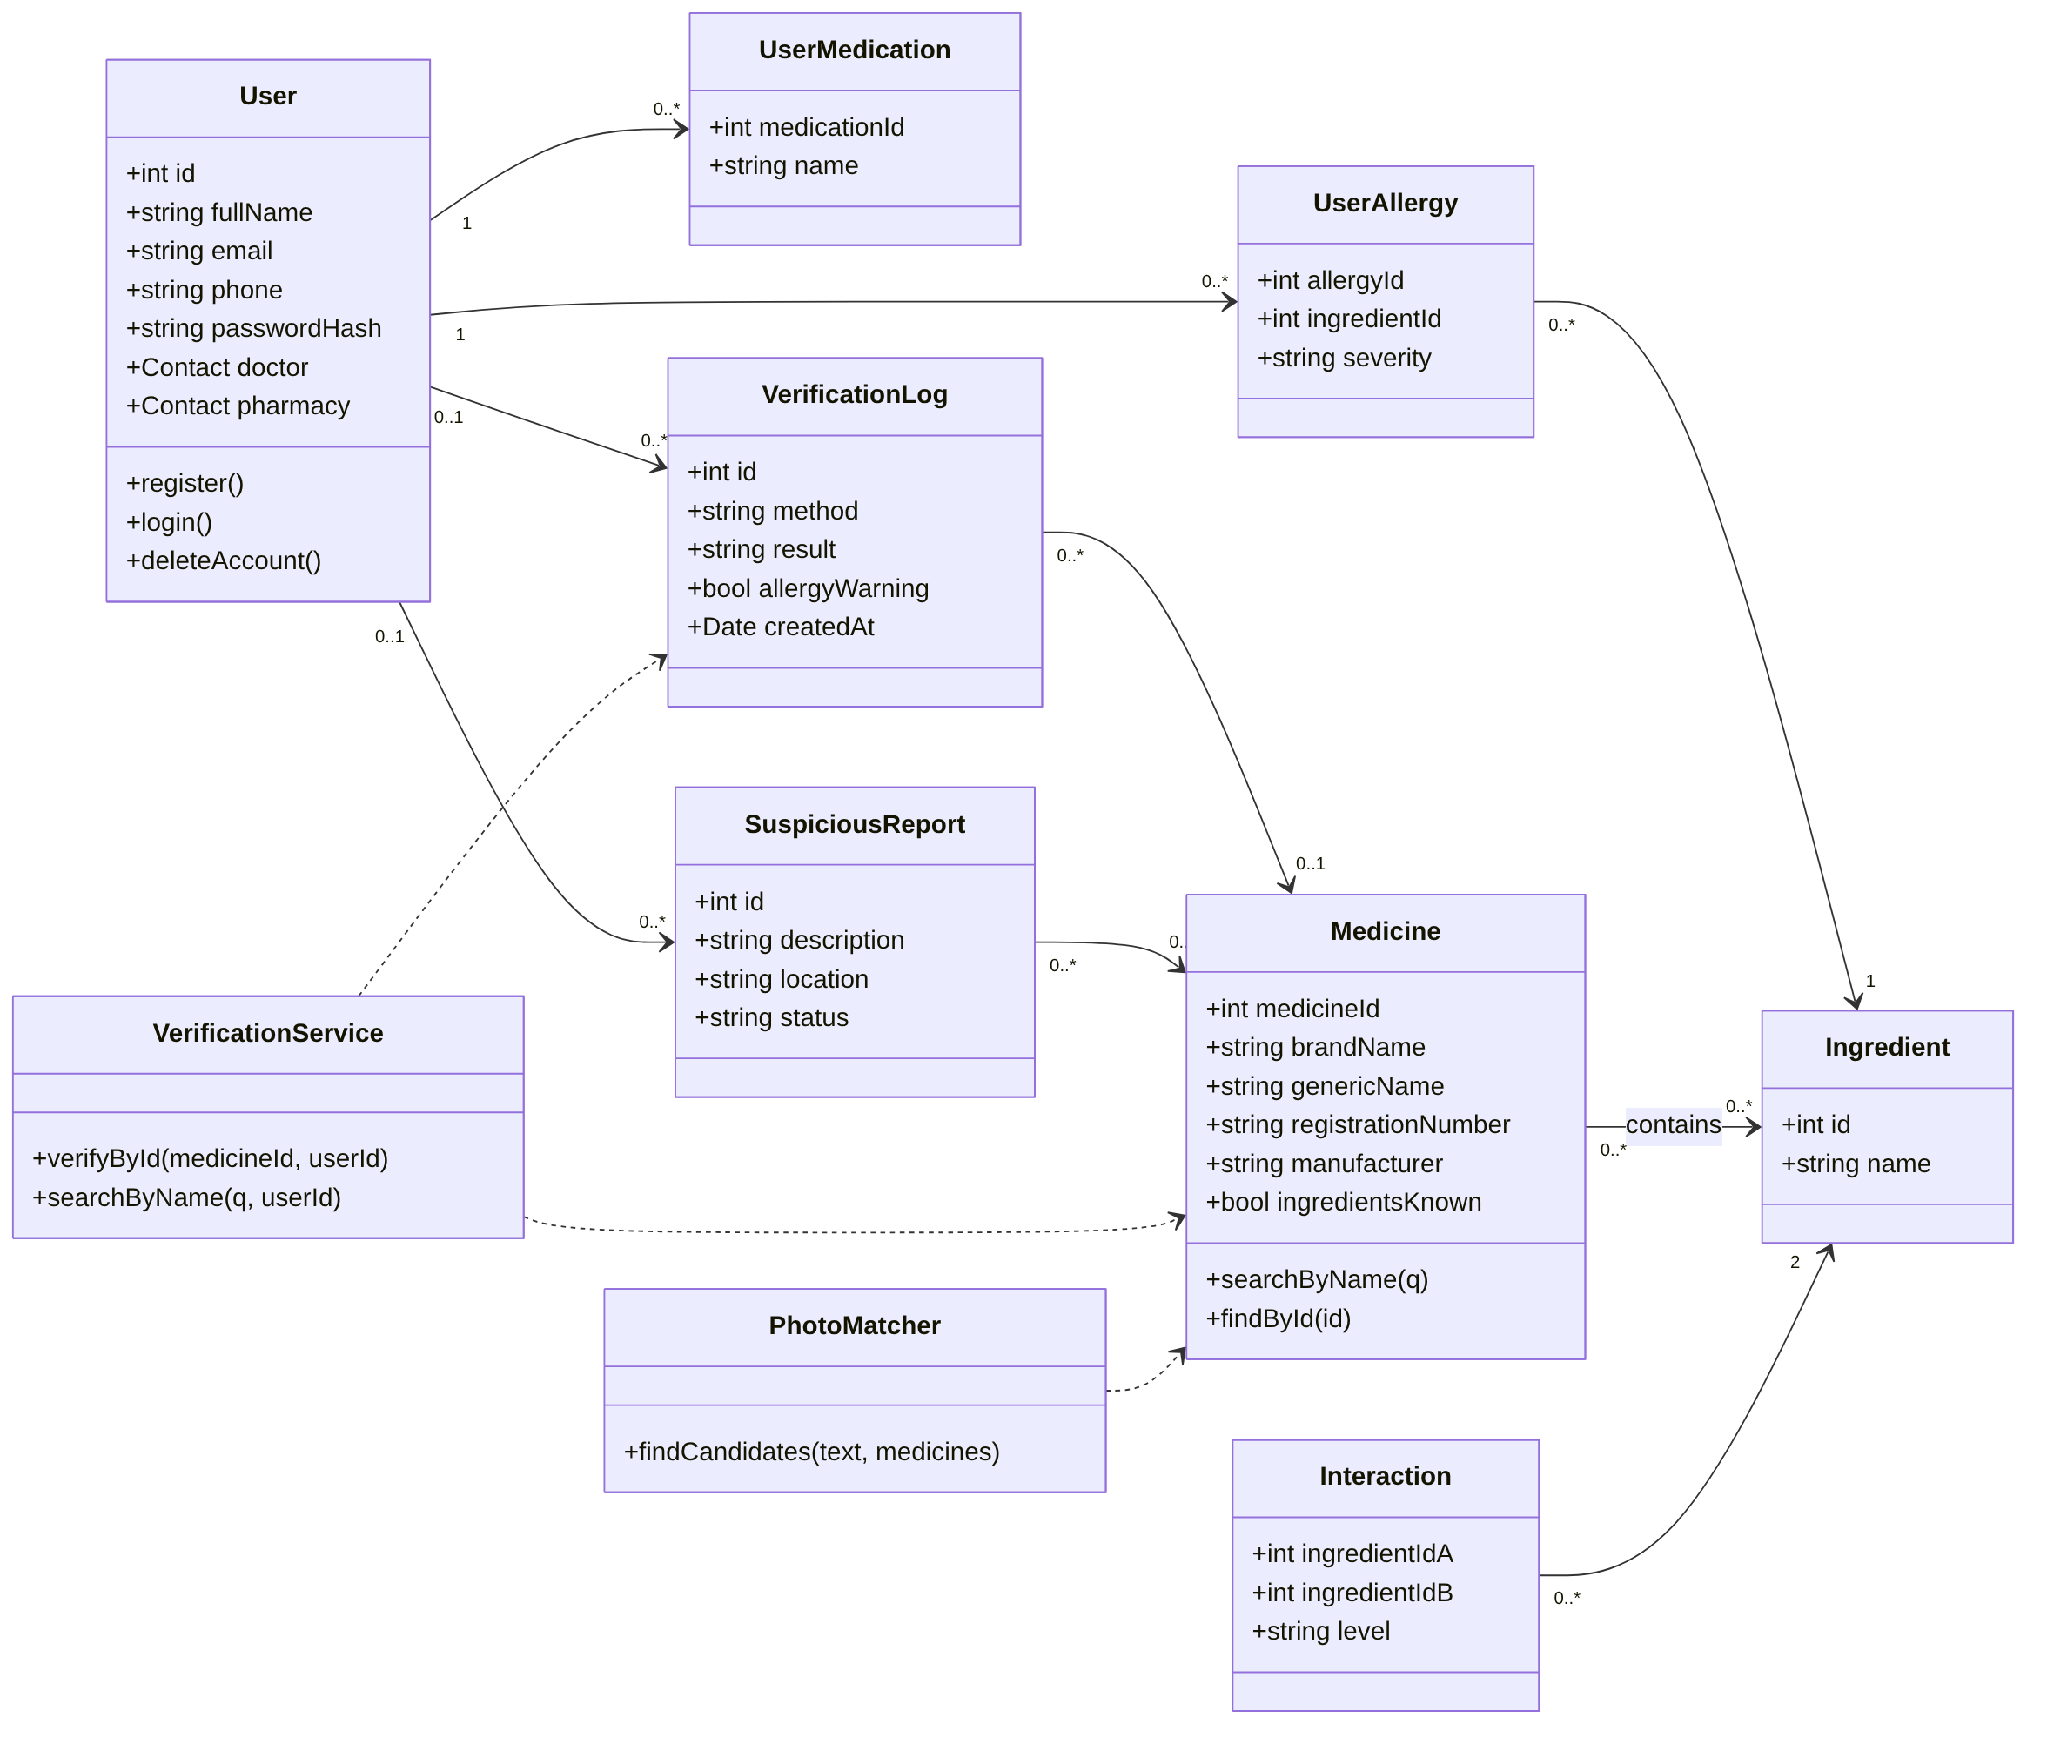 UserMedication
+int medicationId
+string name
User
+int id
+string fullName
+string email
+string phone
+string passwordHash
+Contact doctor
+Contact pharmacy
+register()
+login()
+deleteAccount()
0..*
1
UserAllergy
+int allergyId
+int ingredientId
+string severity
0..*
1
0..*
VerificationLog
+int id
+string method
+string result
+bool allergyWarning
+Date createdAt
0..1
0..*
0..*
0..1
0..1
SuspiciousReport
+int id
+string description
+string location
+string status
0..*
0..*
0..
Medicine
+int medicineId
+string brandName
+string genericName
+string registrationNumber
+string manufacturer
+bool ingredientsKnown
+searchByName(q)
+findById(id)
1
Ingredient
+int id
+string name
contains
0..*
0..*
VerificationService
+verifyById(medicineId, userId)
+searchByName(q, userId)
2
PhotoMatcher
+findCandidates(text, medicines)
Interaction
+int ingredientIdA
+int ingredientIdB
+string level
0..*